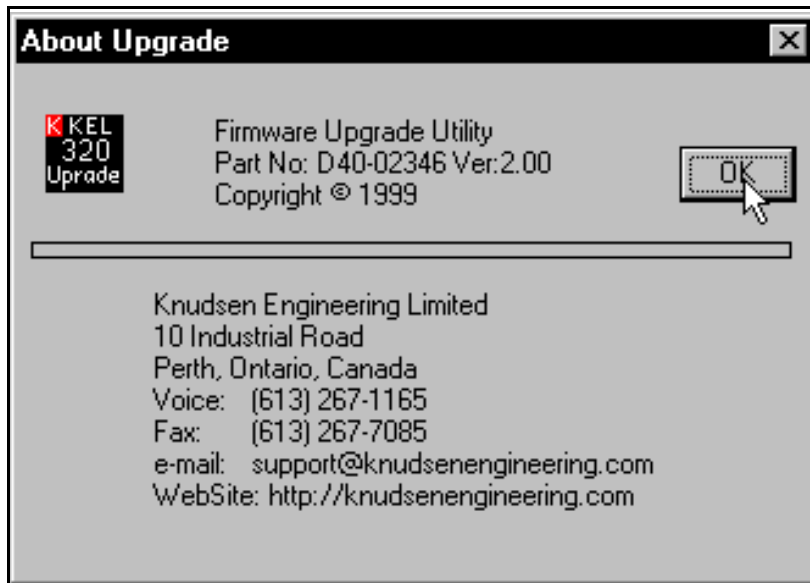 About Upgrade
K KEL
320
Uprade
Firmware Upgrade Utility
Part No: D40-02346 Ver:2.00
Copyright © 1999
OK
Knudsen Engineering Limited
10 Industrial Road
Perth, Ontario, Canada
Voice: (613) 267-1165
Fax: (613) 267-7085
e-mail: support@knudsenengineering.com
WebSite: http://knudsenengineering.com